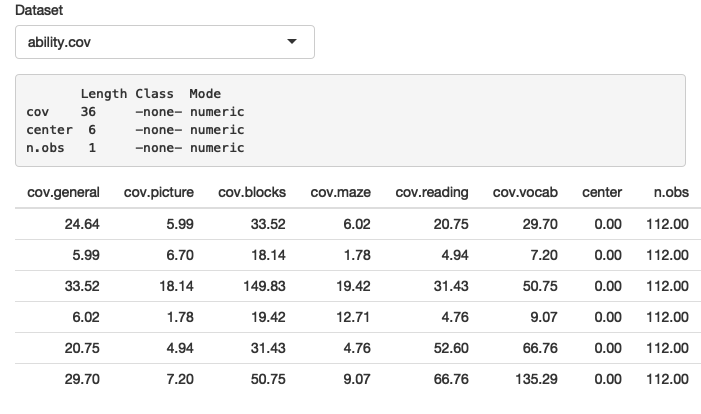 Dataset
ability.cov
Length Class Mode
cov 36 -none- numeric
center 6 -none- numeric
n.obs 1 -none- numeric
cov.general cov.picture cov.blocks cov.maze cov.reading cov.vocab center n.obs
24.64 5.99 33.52 6.02 20.75 29.70 0.00 112.00
5.99 6.70 18.14 1.78 4.94 7.20 0.00 112.00
33.52 18.14 149.83 19.42 31.43 50.75 0.00 112.00
6.02 1.78 19.42 12.71 4.76 9.07 0.00 112.00
20.75 4.94 31.43 4.76 52.60 66.76 0.00 112.00
29.70 7.20 50.75 9.07 66.76 135.29 0.00 112.00